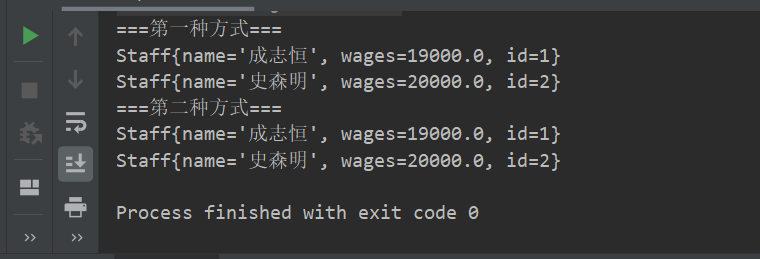 ===第一种方式===
Staff{name='成志恒', wages=19000.0, id=1}
Staff{name='史森明', wages=20000.0, id=2}
===第二种方式===
Staff{name='成志恒', wages=19000.0, id=1}
Staff{name='史森明', wages=20000.0, id=2}
Process finished with exit code 0